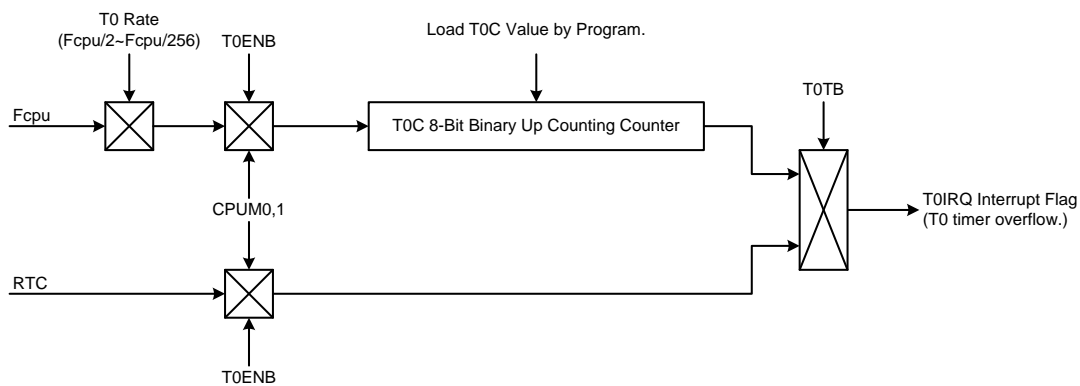 T0 Rate
(Fcpu/2~Fcpu/256)
T0ENB
Load T0C Value by Program.
Fcpu
T0C 8-Bit Binary Up Counting Counter
T0TB
CPUM0,1
T0IRQ Interrupt Flag
(T0 timer overflow.)
RTC
T0ENB